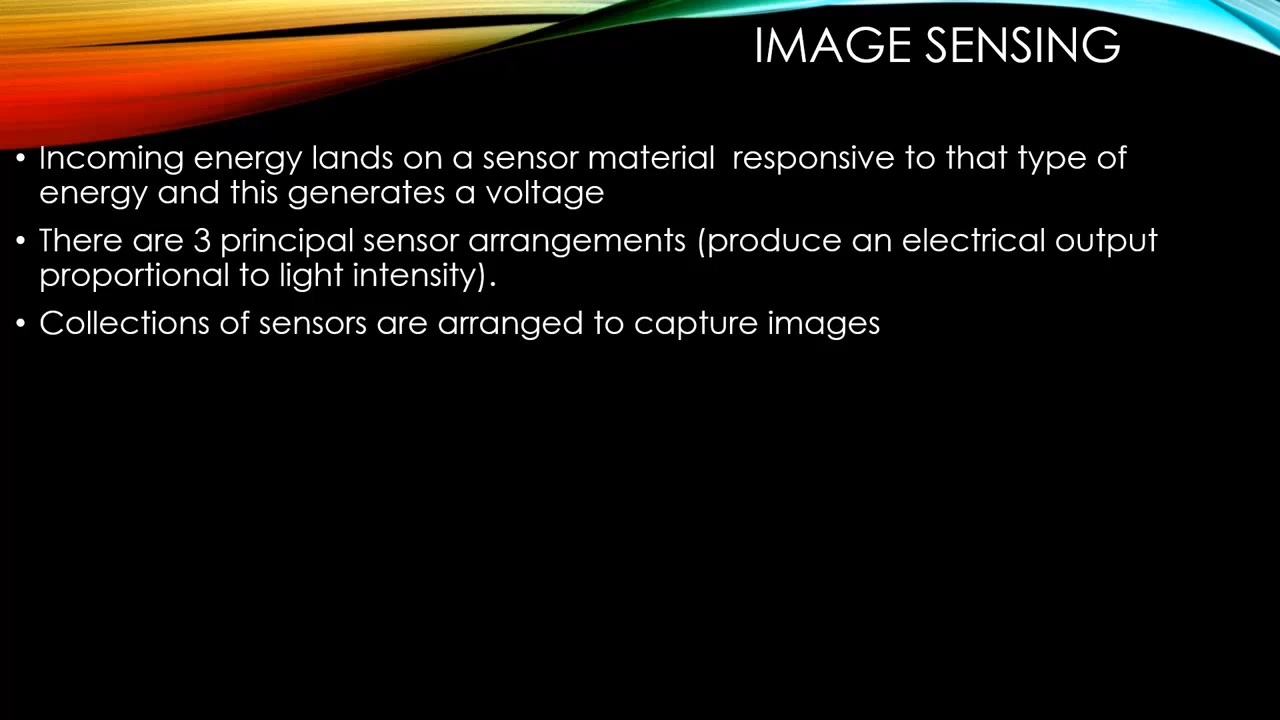 IMAGE SENSING
• Incoming energy lands on a sensor material  responsive to that type of
energy and this generates a voltage
• There are 3 principal sensor arrangements (produce an electrical output
proportional to light intensity).
• Collections of sensors are arranged to capture images